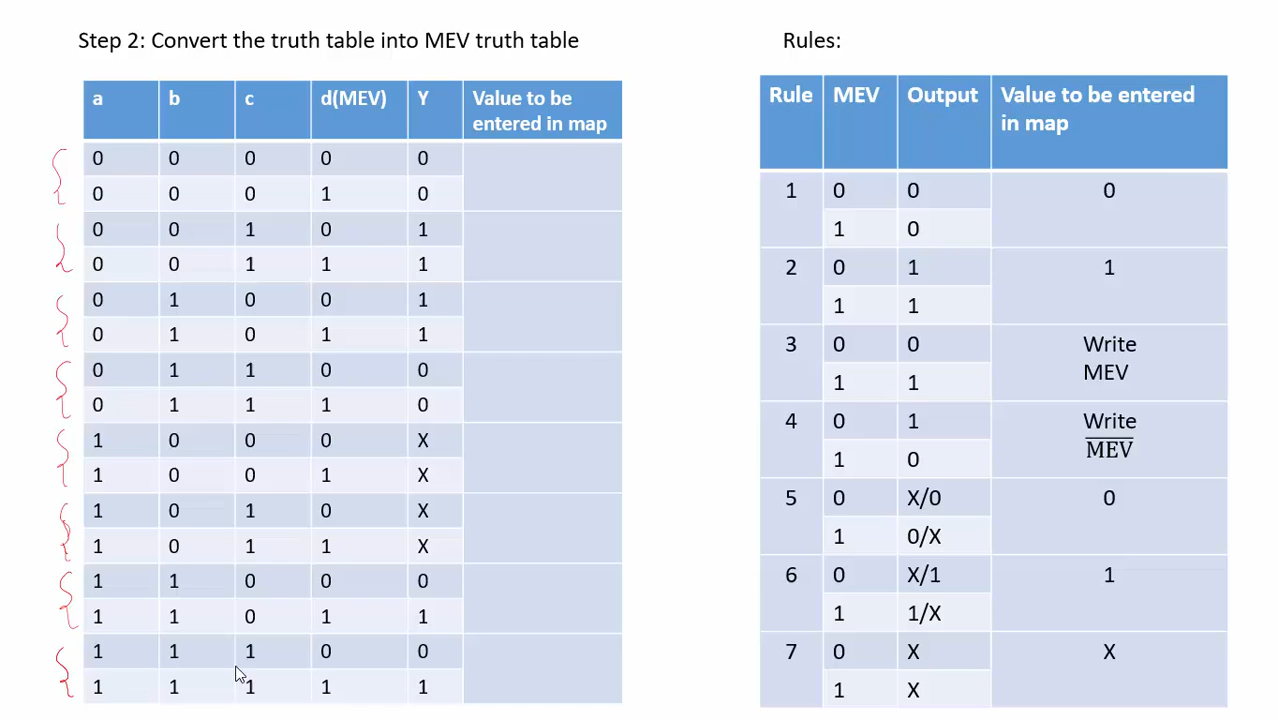 Step 2: Convert the truth table into MEV truth table
a b c d(MEV) Y Value to be
entered in map
0 0 0 0 0
0 0 0 1 0
0 0 1 0 1
0 0 1 1 1
0 1 0 0 1
0 1 0 1 1
0 1 1 0 0
0 1 1 1 0
1 0 0 0 X
1 0 0 1 X
1 0 1 0 X
1 0 1 1 X
1 1 0 0 0
1 1 0 1 1
1 1 1 0 0
1 1 1 1 1
Rules:
Rule MEV Output Value to be entered
in map
1 0 0 0
1 0
2 0 1 1
1 1
3 0 0 Write
MEV
1 1
4 0 1 Write
M̅E̅V̅
1 0
5 0 X/0 0
1 0/X
6 0 X/1 1
1 1/X
7 0 X X
1 X